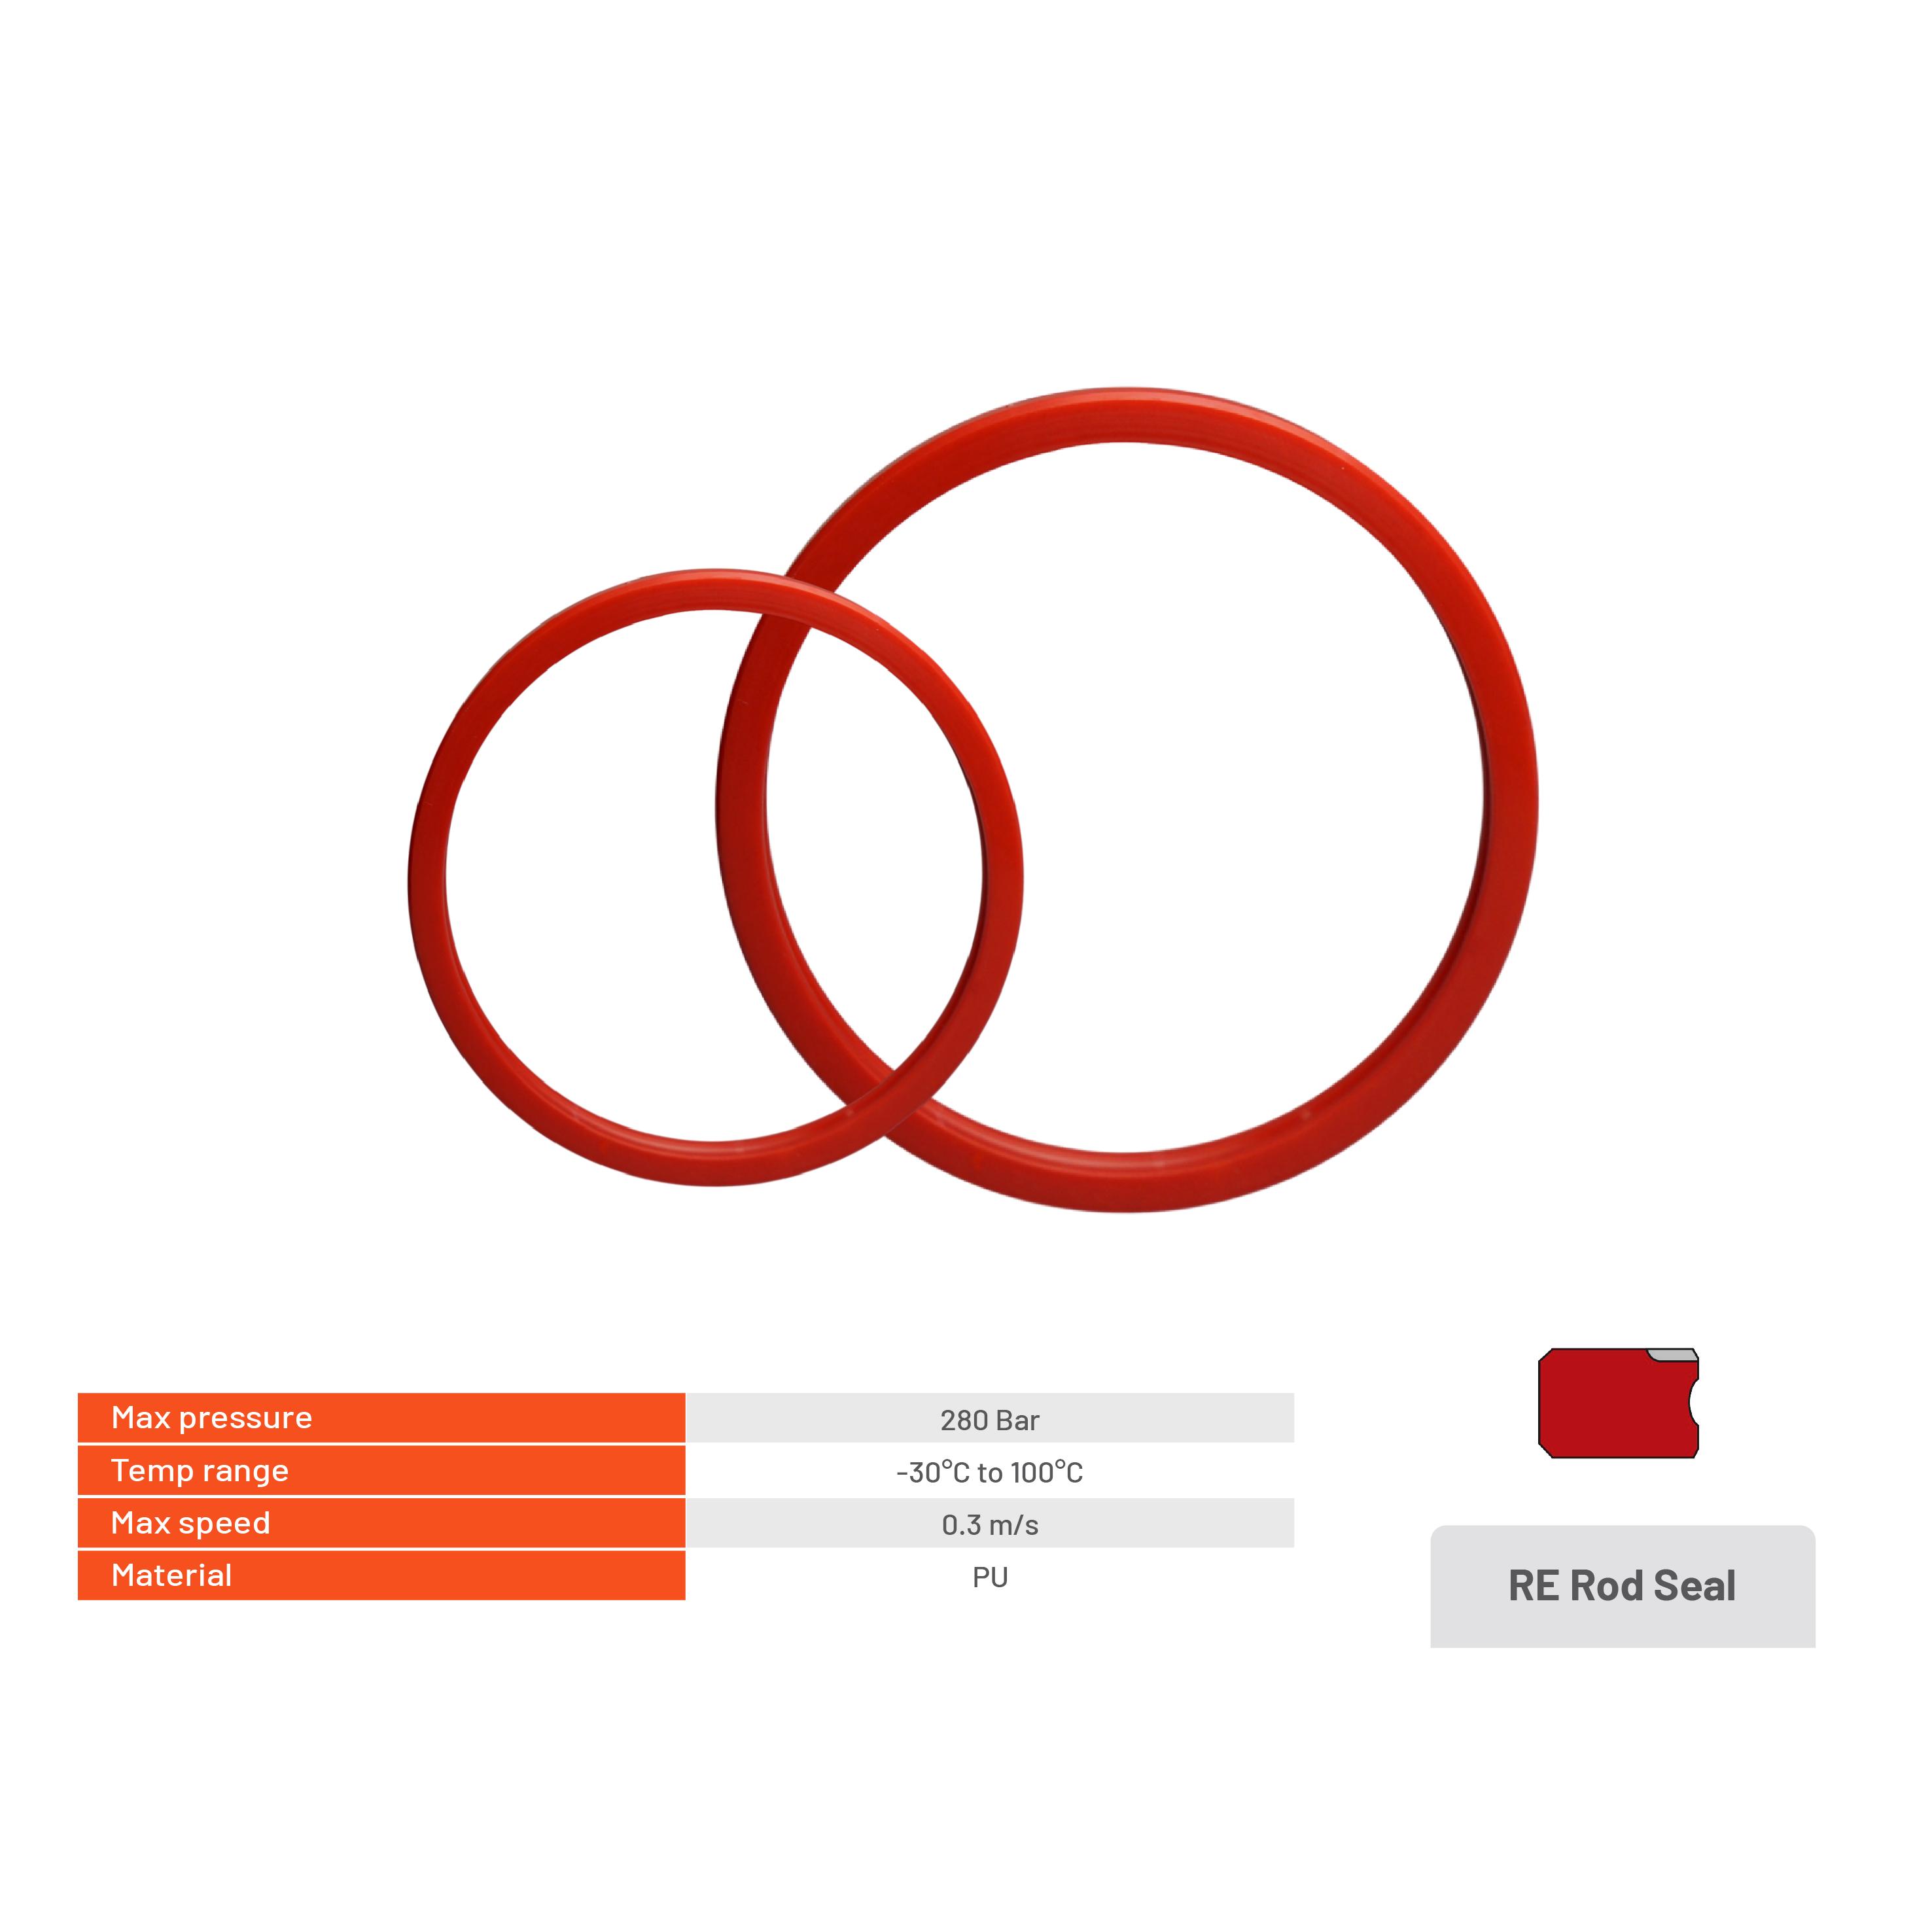 Max pressure 280 Bar
Temp range -30°C to 100°C
Max speed 0.3 m/s
Material PU
RE Rod Seal